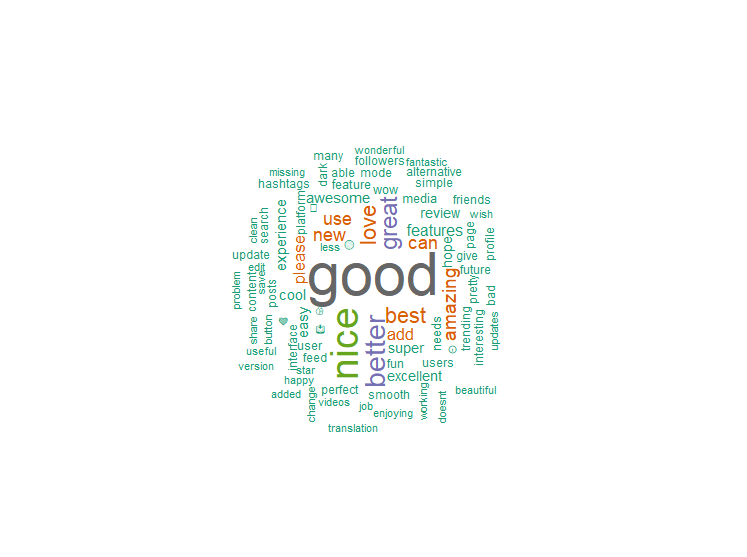 wonderful
many
followers
fantastic
missing
dark
able
mode
alternative
hashtags
feature
wow
simple
awesome
media
friends
platform
love
great
review
wish
clean
search
experience
use
new
features
page
profile
please
less
can
hope
give
update
good
future
edit
save
content
posts
cool
amazing
pretty
bad
problem
easy
nice
better
best
add
needs
trending
interesting
updates
share
button
interface
user
super
useful
feed
fun
users
version
star
excellent
happy
perfect
smooth
working
beautiful
added
change
videos
job
enjoying
doesnt
translation